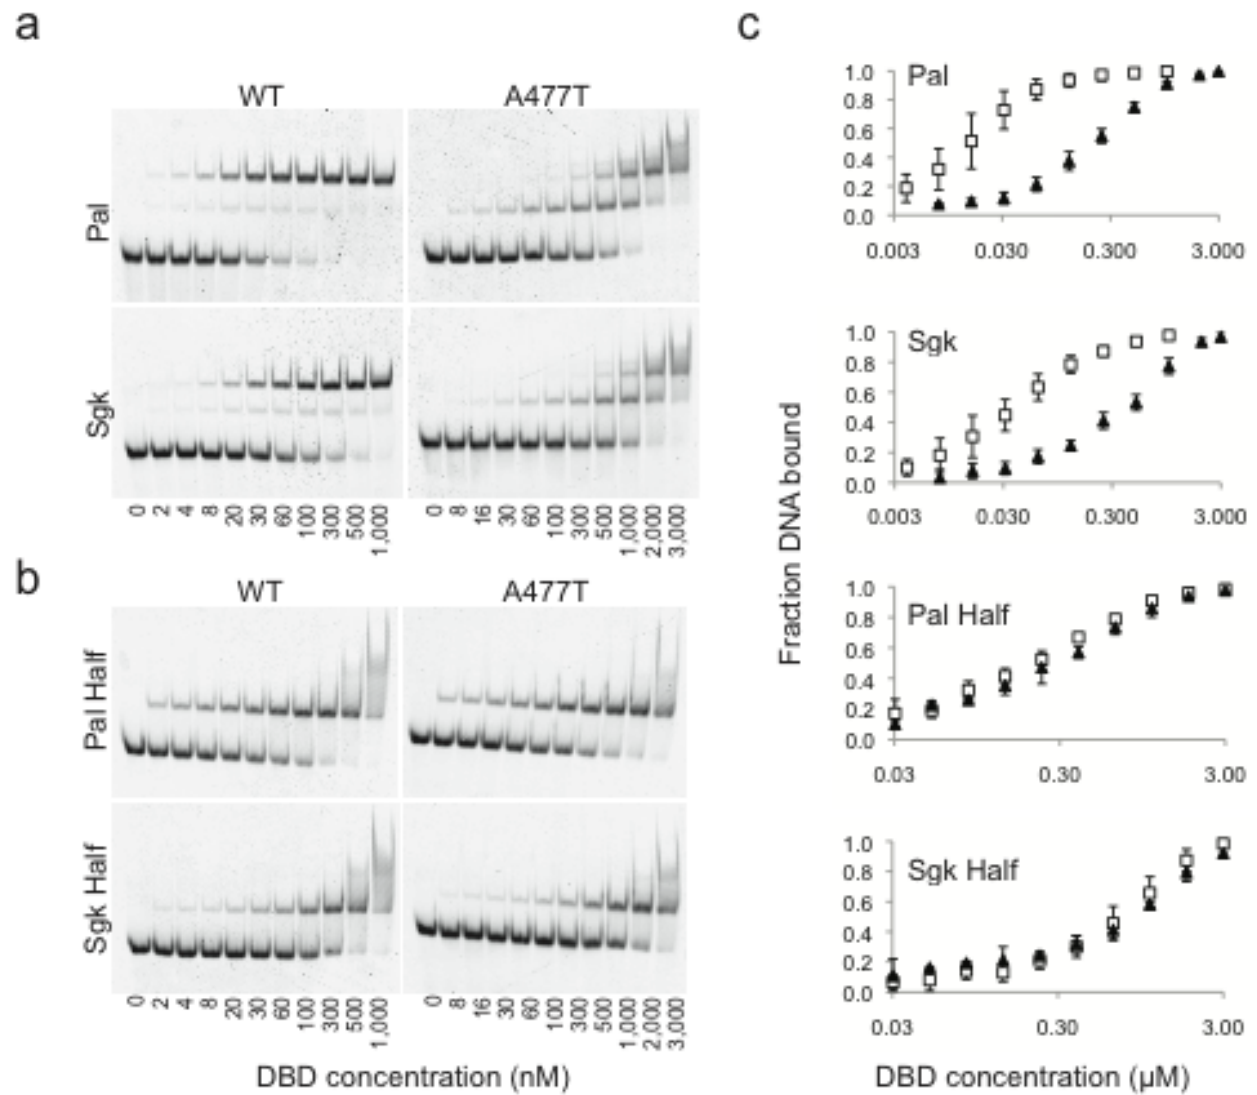 a
WT
A477T
Pal
Sgk
0 2 4 8 20 30 60 100 300 500 1,000
0 8 16 30 60 100 300 500 1,000 2,000 3,000
b
WT
A477T
Pal Half
Sgk Half
0 2 4 8 20 30 60 100 300 500 1,000
0 8 16 30 60 100 300 500 1,000 2,000 3,000
DBD concentration (nM)
c
Fraction DNA bound
Pal
1.0
0.8
0.6
0.4
0.2
0.0
0.003 0.030 0.300 3.000
Sgk
1.0
0.8
0.6
0.4
0.2
0.0
0.003 0.030 0.300 3.000
Pal Half
1.0
0.8
0.6
0.4
0.2
0.0
0.03 0.30 3.00
Sgk Half
1.0
0.8
0.6
0.4
0.2
0.0
0.03 0.30 3.00
DBD concentration (μM)